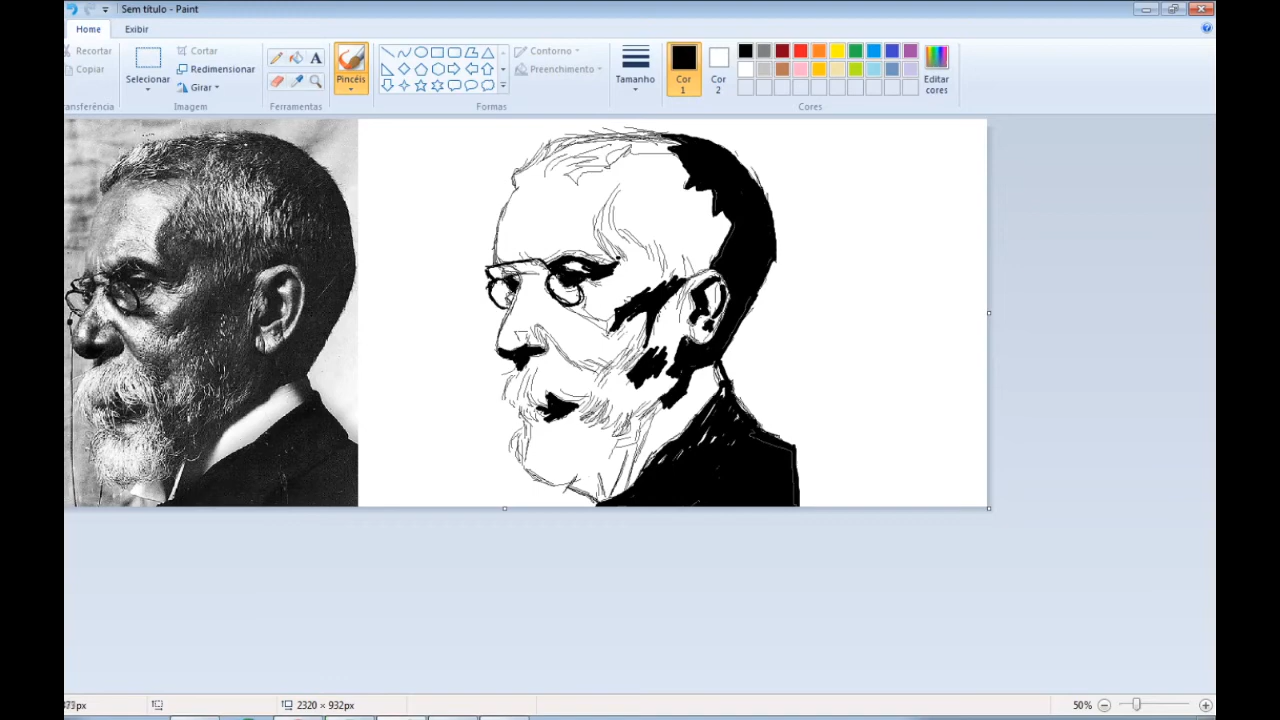 Sem título - Paint
Home Exibir
Recortar
Copiar
Selecionar
Cortar
Redimensionar
Girar
A
Pincéis
Contorno
Preenchimento
Tamanho
Cor
1
Cor
2
Editar
cores
Imagem Ferramentas Formas Cores
2320 × 932px
50%